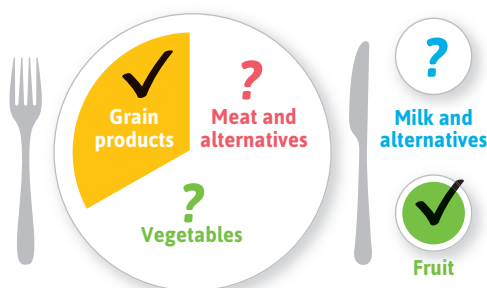 Grain
products
?
Meat and
alternatives
?
Vegetables
?
Milk and
alternatives
Fruit